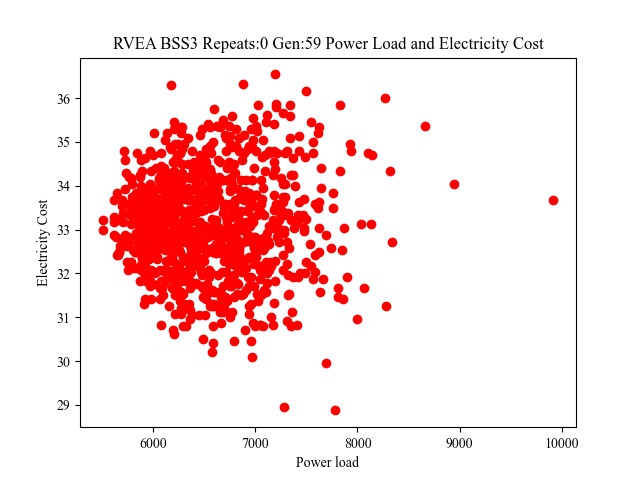 RVEA BSS3 Repeats:0 Gen:59 Power Load and Electricity Cost
36
35
34
33
32
31
30
29
Electricity Cost
6000 7000 8000 9000 10000
Power load